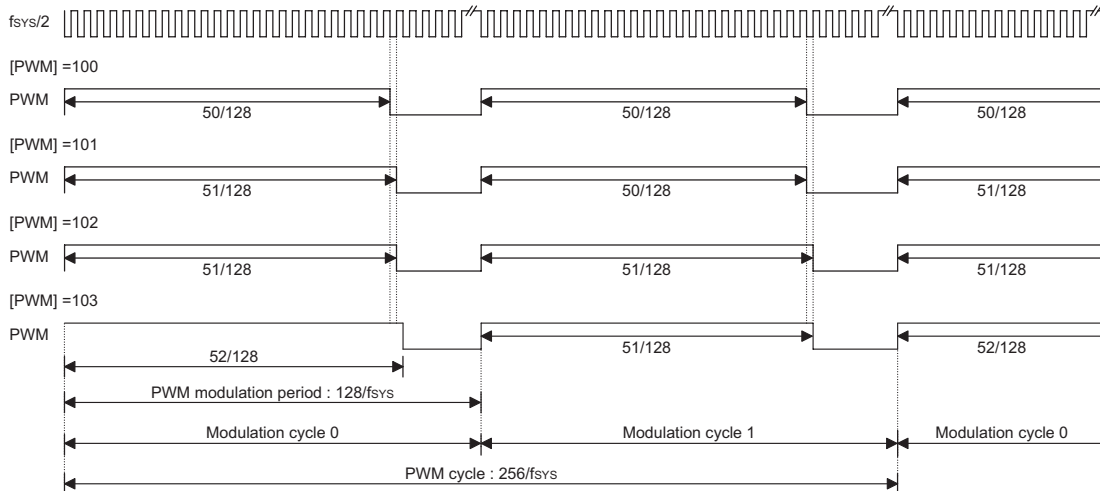 fSYS/2
[PWM] =100
PWM
50/128
50/128
50/128
[PWM] =101
PWM
51/128
50/128
51/128
[PWM] =102
PWM
51/128
51/128
51/128
[PWM] =103
PWM
52/128
51/128
52/128
PWM modulation period : 128/fSYS
Modulation cycle 0
Modulation cycle 1
Modulation cycle 0
PWM cycle : 256/fSYS